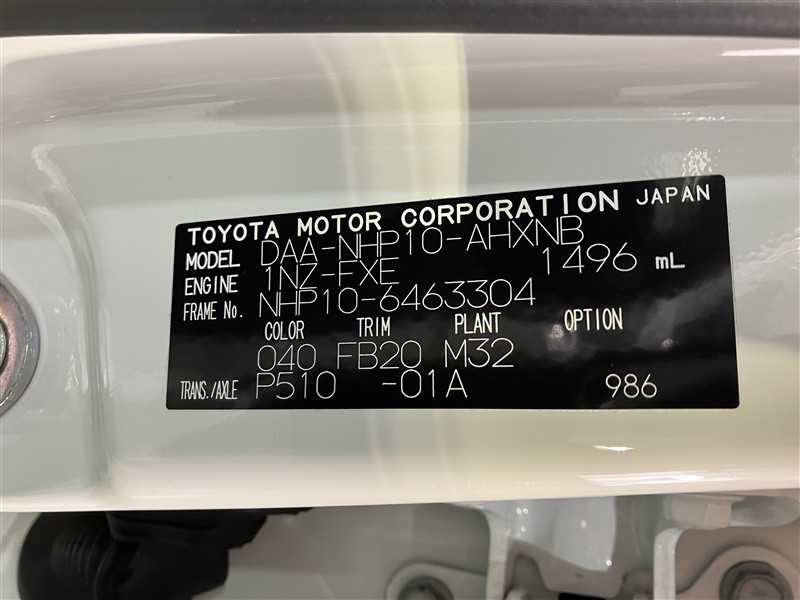 TOYOTA MOTOR CORPORATION JAPAN
MODEL DAA-NHP10-AHXNB
ENGINE 1NZ-FXE 1496 mL
FRAME No. NHP10-6463304
COLOR TRIM PLANT OPTION
040 FB20 M32
TRANS./AXLE P510 -01A 986